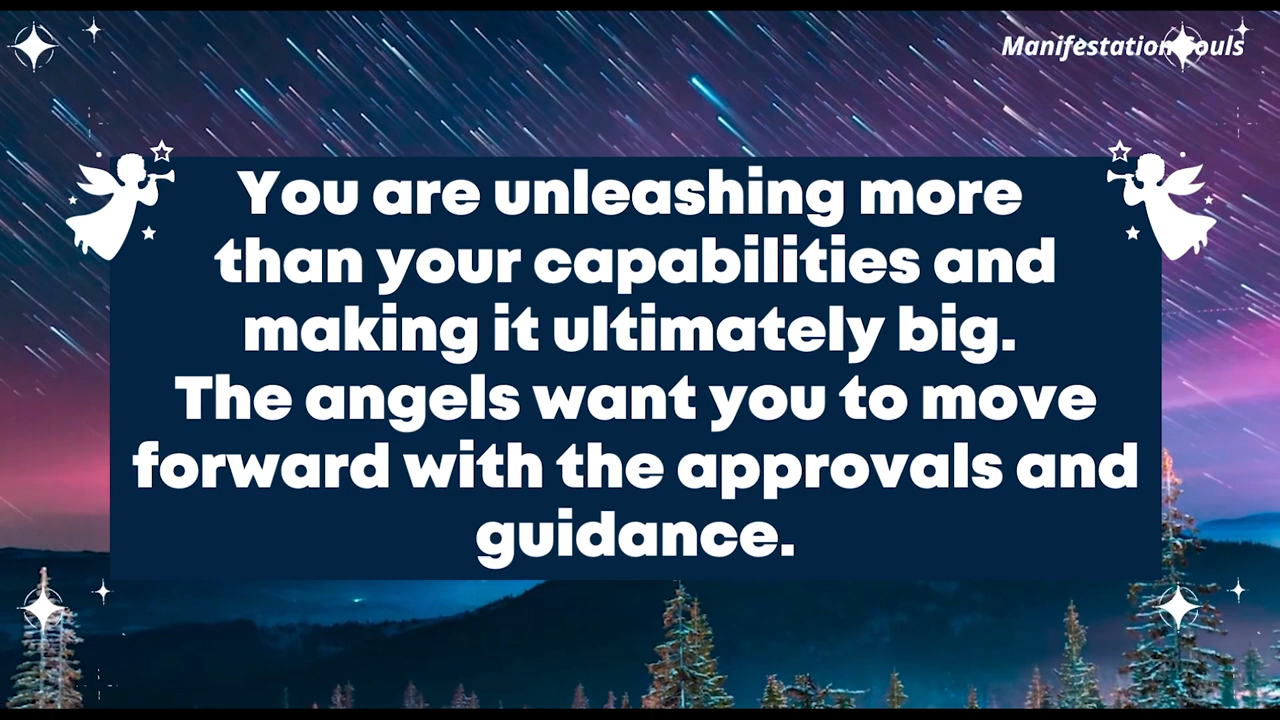 Manifestation Souls
You are unleashing more
than your capabilities and
making it ultimately big.
The angels want you to move
forward with the approvals and
guidance.